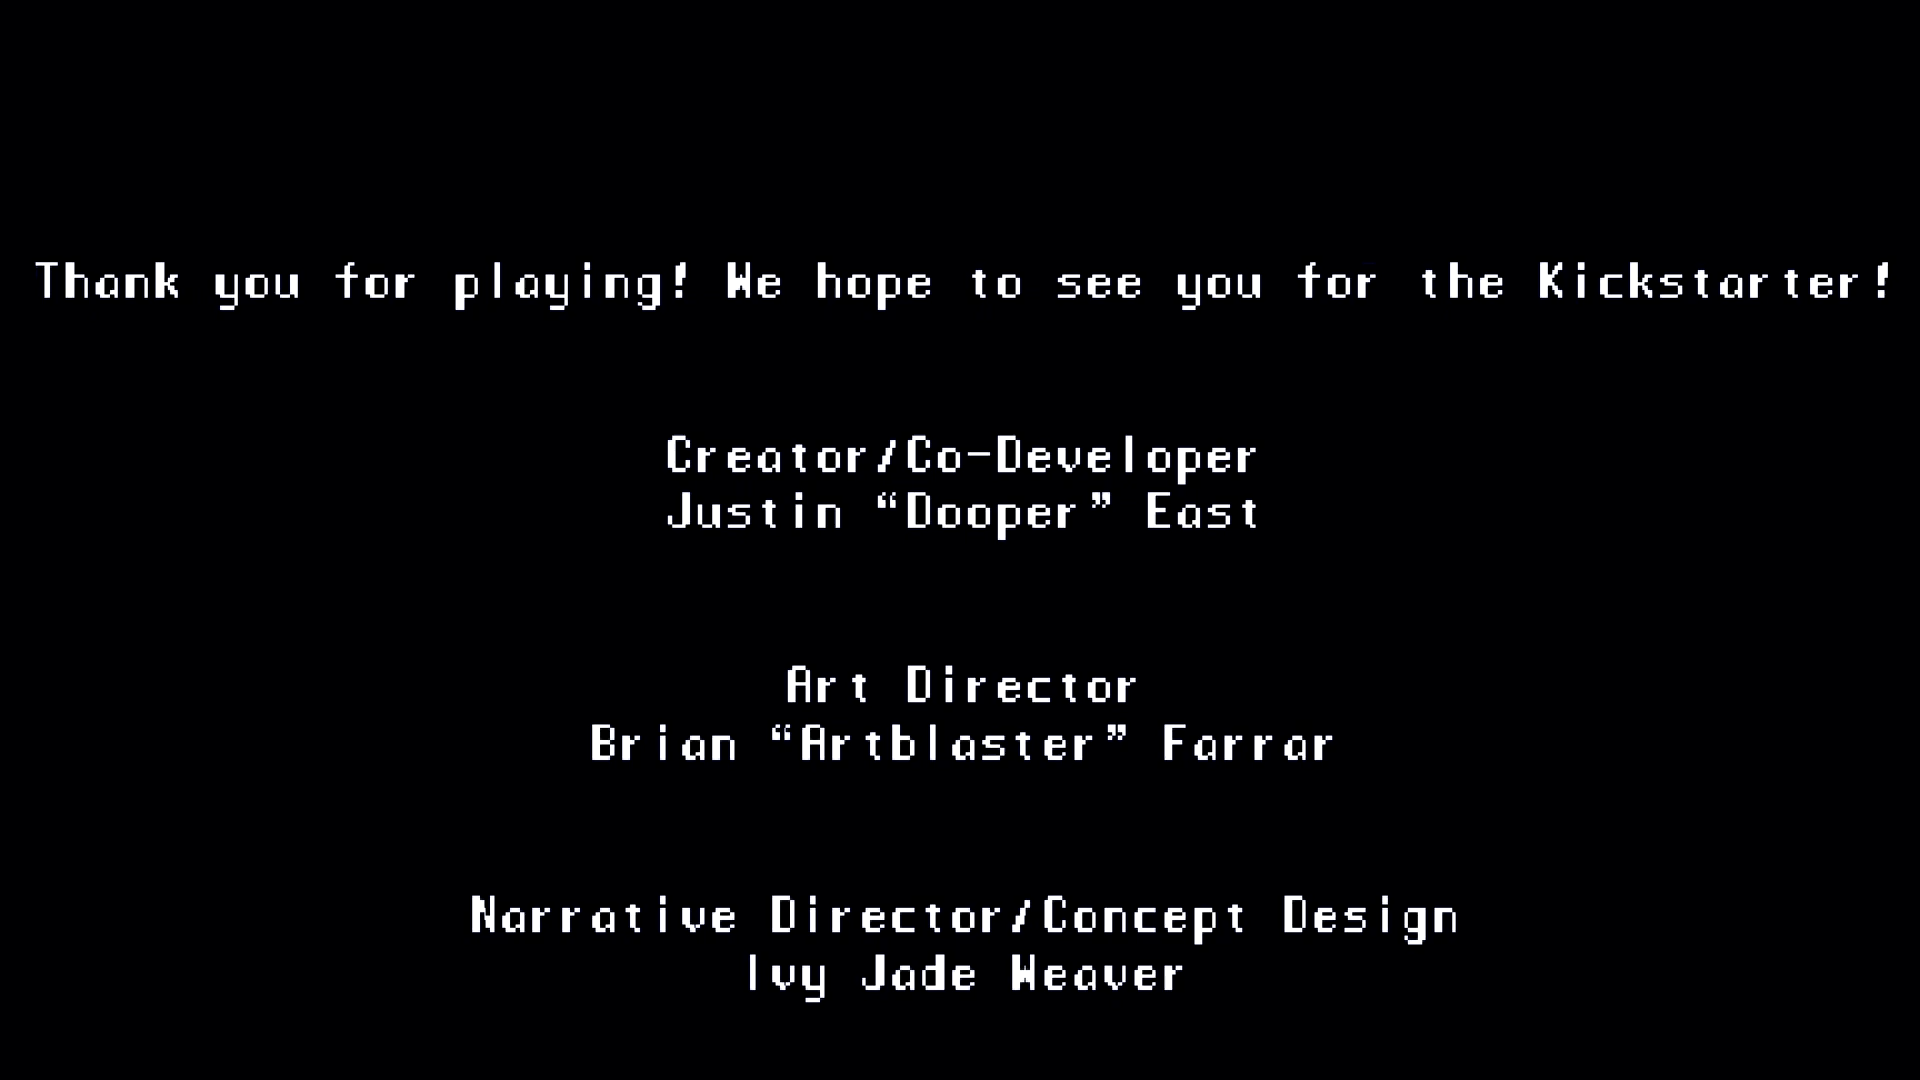 Thank you for playing! We hope to see you for the Kickstarter!
Creator/Co-Developer
Justin “Dooper” East
Art Director
Brian “Artblaster” Farrar
Narrative Director/Concept Design
Ivy Jade Weaver